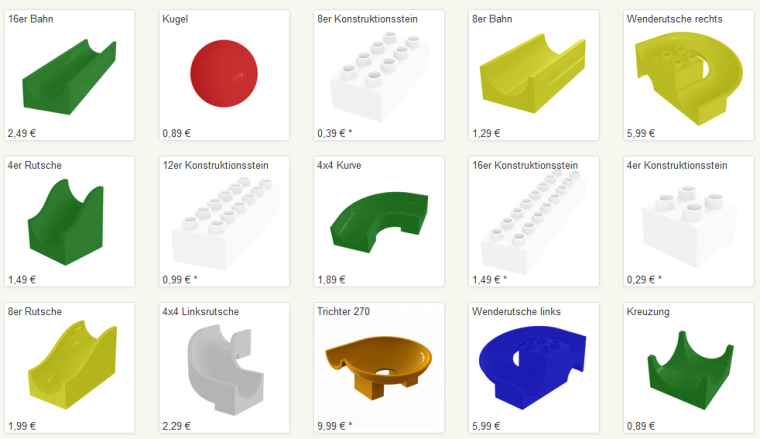 16er Bahn
2,49 €
Kugel
0,89 €
8er Konstruktionsstein
0,39 € *
8er Bahn
1,29 €
Wenderutsche rechts
5,99 €
4er Rutsche
1,49 €
12er Konstruktionsstein
0,99 € *
4x4 Kurve
1,89 €
16er Konstruktionsstein
1,49 € *
4er Konstruktionsstein
0,29 € *
8er Rutsche
1,99 €
4x4 Linksrutsche
2,29 €
Trichter 270
9,99 € *
Wenderutsche links
5,99 €
Kreuzung
0,89 €